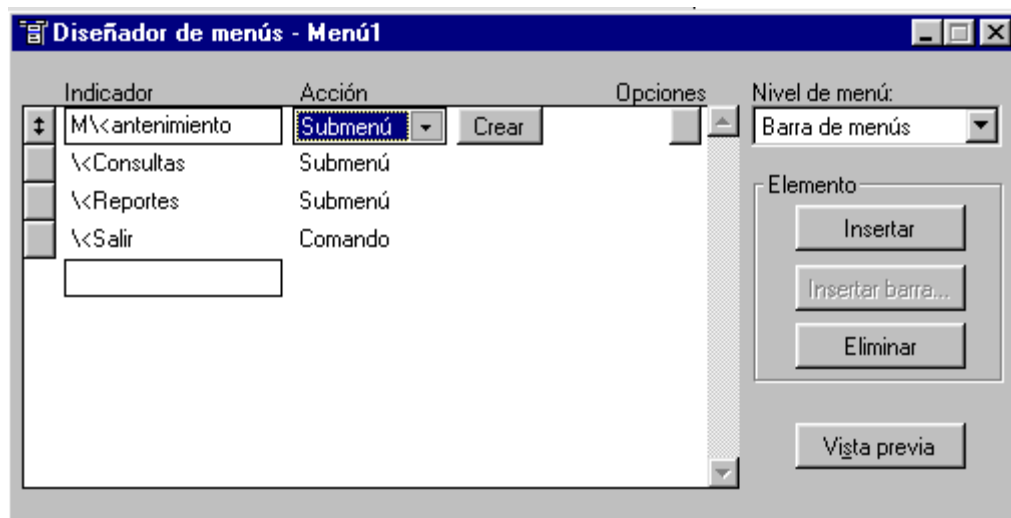 Diseñador de menús - Menú1
Indicador Acción Opciones Nivel de menú:
M\<antenimiento Submenú Crear Barra de menús
\<Consultas Submenú
Elemento
\<Reportes Submenú
Insertar
\<Salir Comando
Insertar barra...
Eliminar
Vista previa